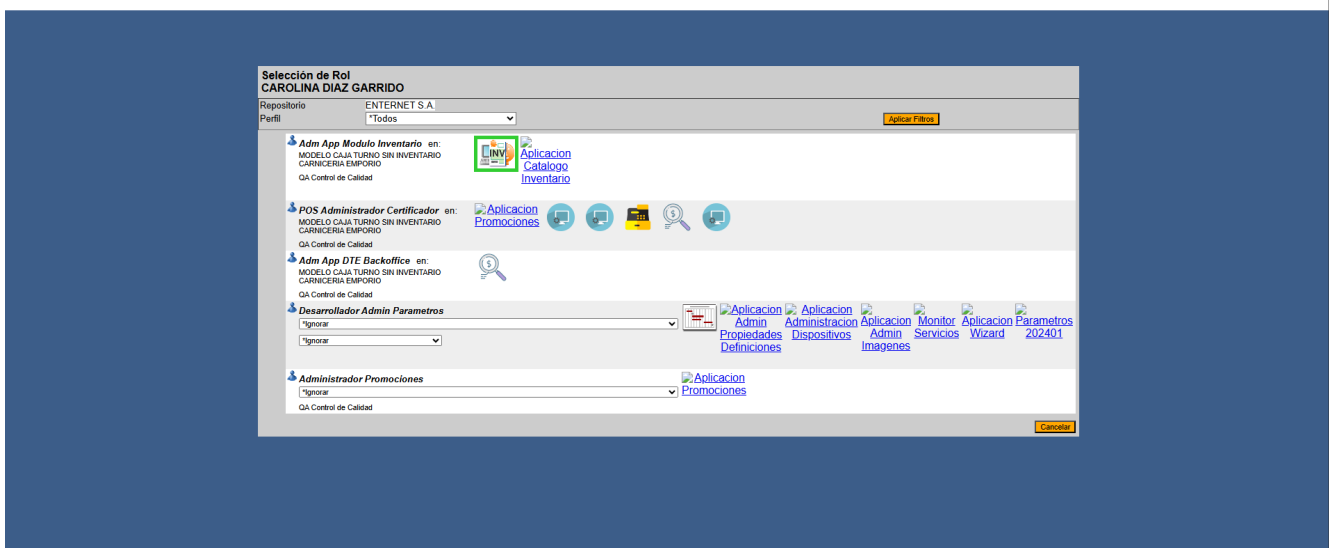 Selección de Rol
CAROLINA DIAZ GARRIDO
Repositorio ENTERNET S.A.
Perfil *Todos Aplicar Filtros
Adm App Modulo Inventario en:
MODELO CAJA TURNO SIN INVENTARIO
CARNICERIA EMPORIO
QA Control de Calidad
INV
Aplicacion
Catalogo
Inventario
POS Administrador Certificador en:
MODELO CAJA TURNO SIN INVENTARIO
CARNICERIA EMPORIO
QA Control de Calidad
Aplicacion
Promociones
Adm App DTE Backoffice en:
MODELO CAJA TURNO SIN INVENTARIO
CARNICERIA EMPORIO
QA Control de Calidad
Desarrollador Admin Parametros
*Ignorar
*Ignorar
Aplicacion
Admin
Propiedades
Definiciones
Aplicacion
Administracion
Dispositivos
Aplicacion
Admin
Imagenes
Monitor
Servicios
Aplicacion
Wizard
Parametros
202401
Administrador Promociones
*Ignorar
QA Control de Calidad
Aplicacion
Promociones
Cancelar